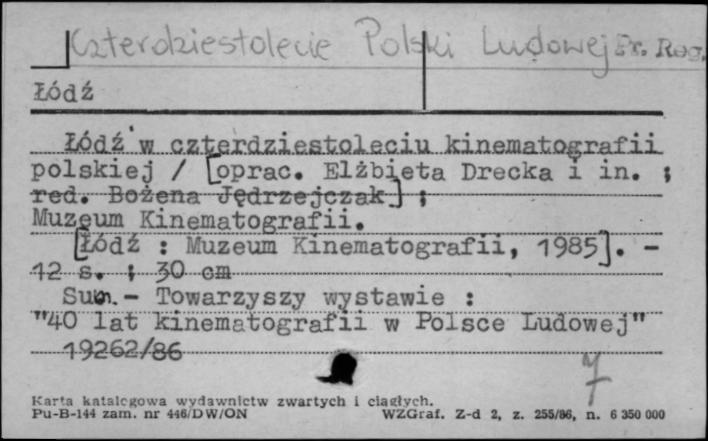 Czterdziestolecie Polski Ludowej Pr. Reg.
Łódź
Łódź w czterdziestoleciu kinematografii
polskiej / [oprac. Elżbieta Drecka i in. ;
red. Bożena Jędrzejczak] ;
Muzeum Kinematografii.
[Łódź : Muzeum Kinematografii, 1985]. -
12 s. ; 30 cm
Sum. - Towarzyszy wystawie :
"40 lat kinematografii w Polsce Ludowej"
19262/86
7
Karta katalogowa wydawnictw zwartych i ciągłych.
Pu-B-144 zam. nr 446/DW/ON WZGraf. Z-d 2, z. 255/86, n. 6 350 000